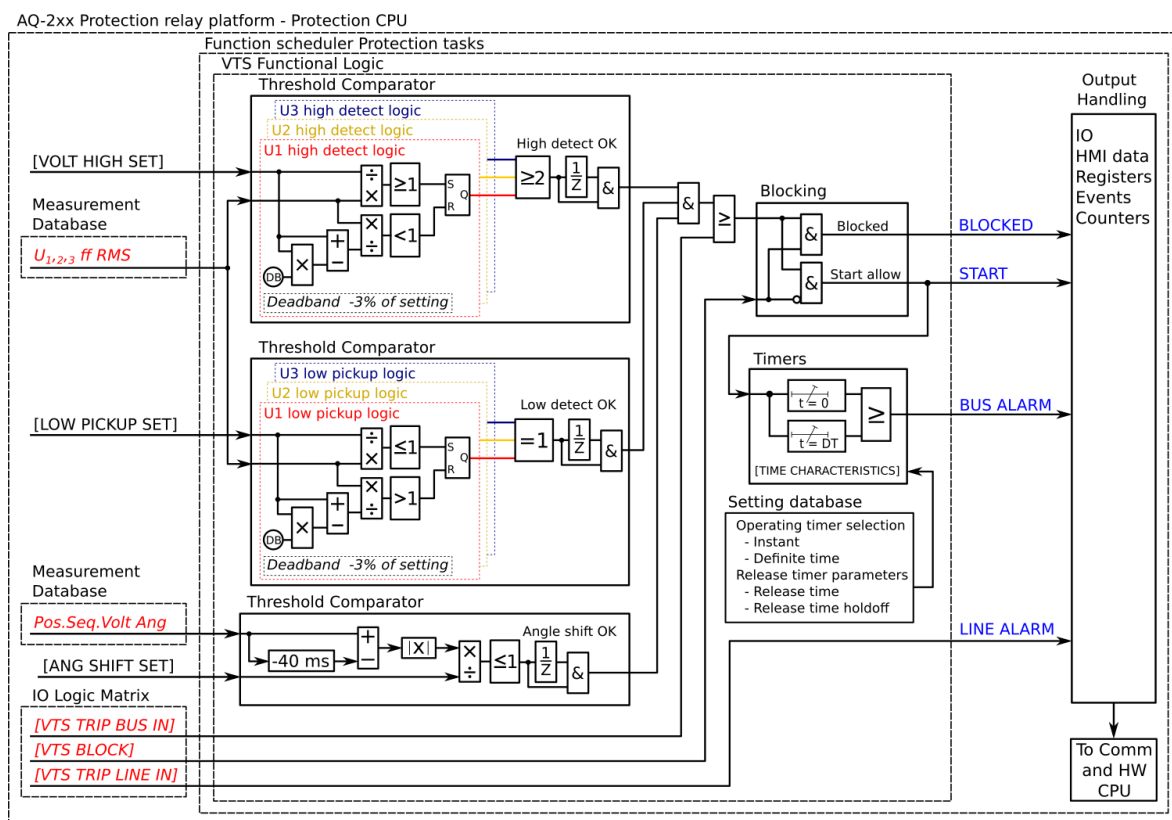 AQ-2xx Protection relay platform - Protection CPU
Function scheduler Protection tasks
VTS Functional Logic
Threshold Comparator
U3 high detect logic
U2 high detect logic
U1 high detect logic
High detect OK
[VOLT HIGH SET]
÷
×
≥1
S
R
Q
≥2
1
Z
&
Measurement
Database
U1,2,3 ff RMS
×
÷
<1
+
−
×
DB
Deadband -3% of setting
&
≥
Blocking
&
Blocked
&
Start allow
BLOCKED
START
Output
Handling
IO
HMI data
Registers
Events
Counters
Threshold Comparator
U3 low pickup logic
U2 low pickup logic
U1 low pickup logic
Low detect OK
[LOW PICKUP SET]
÷
×
≤1
S
R
Q
=1
1
Z
&
×
÷
>1
+
−
×
DB
Deadband -3% of setting
Timers
t = 0
t = DT
≥
[TIME CHARACTERISTICS]
BUS ALARM
Setting database
Operating timer selection
- Instant
- Definite time
Release timer parameters
- Release time
- Release time holdoff
Measurement
Database
Pos.Seq.Volt Ang
Threshold Comparator
Angle shift OK
-40 ms
+
−
|X|
×
÷
≤1
1
Z
&
[ANG SHIFT SET]
LINE ALARM
IO Logic Matrix
[VTS TRIP BUS IN]
[VTS BLOCK]
[VTS TRIP LINE IN]
To Comm
and HW
CPU